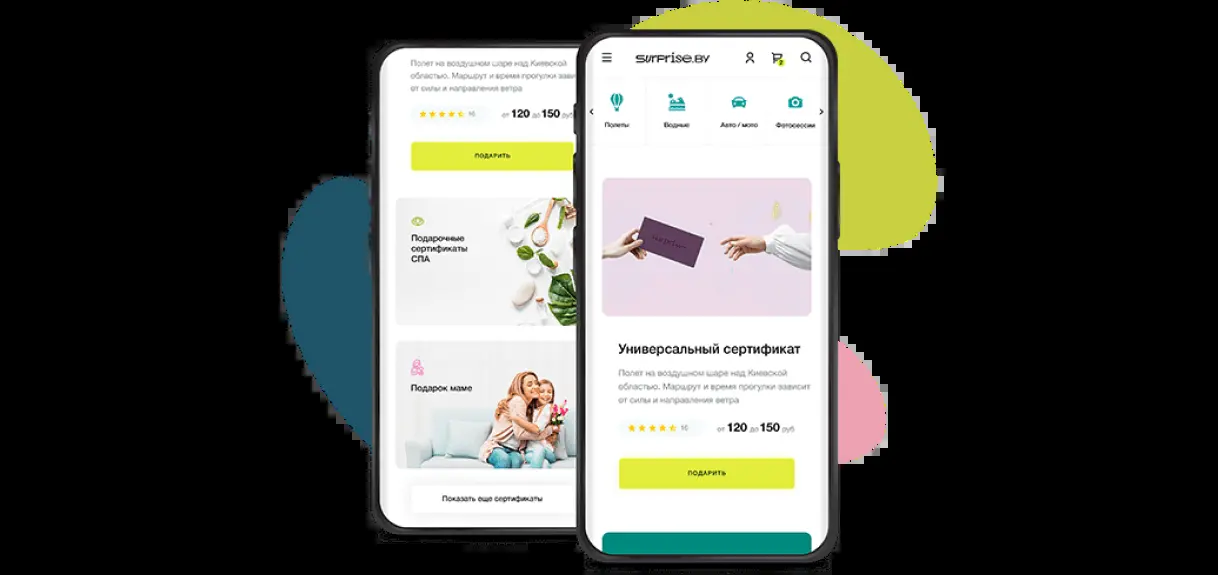 Полет на воздушном шаре над Киевской
областью. Маршрут и время прогулки зависи
от силы и направления ветра
16
от 120 до 150 руб
ПОДАРИТЬ
Подарочные
сертификаты
СПА
Подарок маме
Показать еще сертификаты
surprise.by
2
Полеты
Водные
Авто / мото
Фотосессии
surprise
Универсальный сертификат
Полет на воздушном шаре над Киевской
областью. Маршрут и время прогулки зависит
от силы и направления ветра
16
от 120 до 150 руб
ПОДАРИТЬ